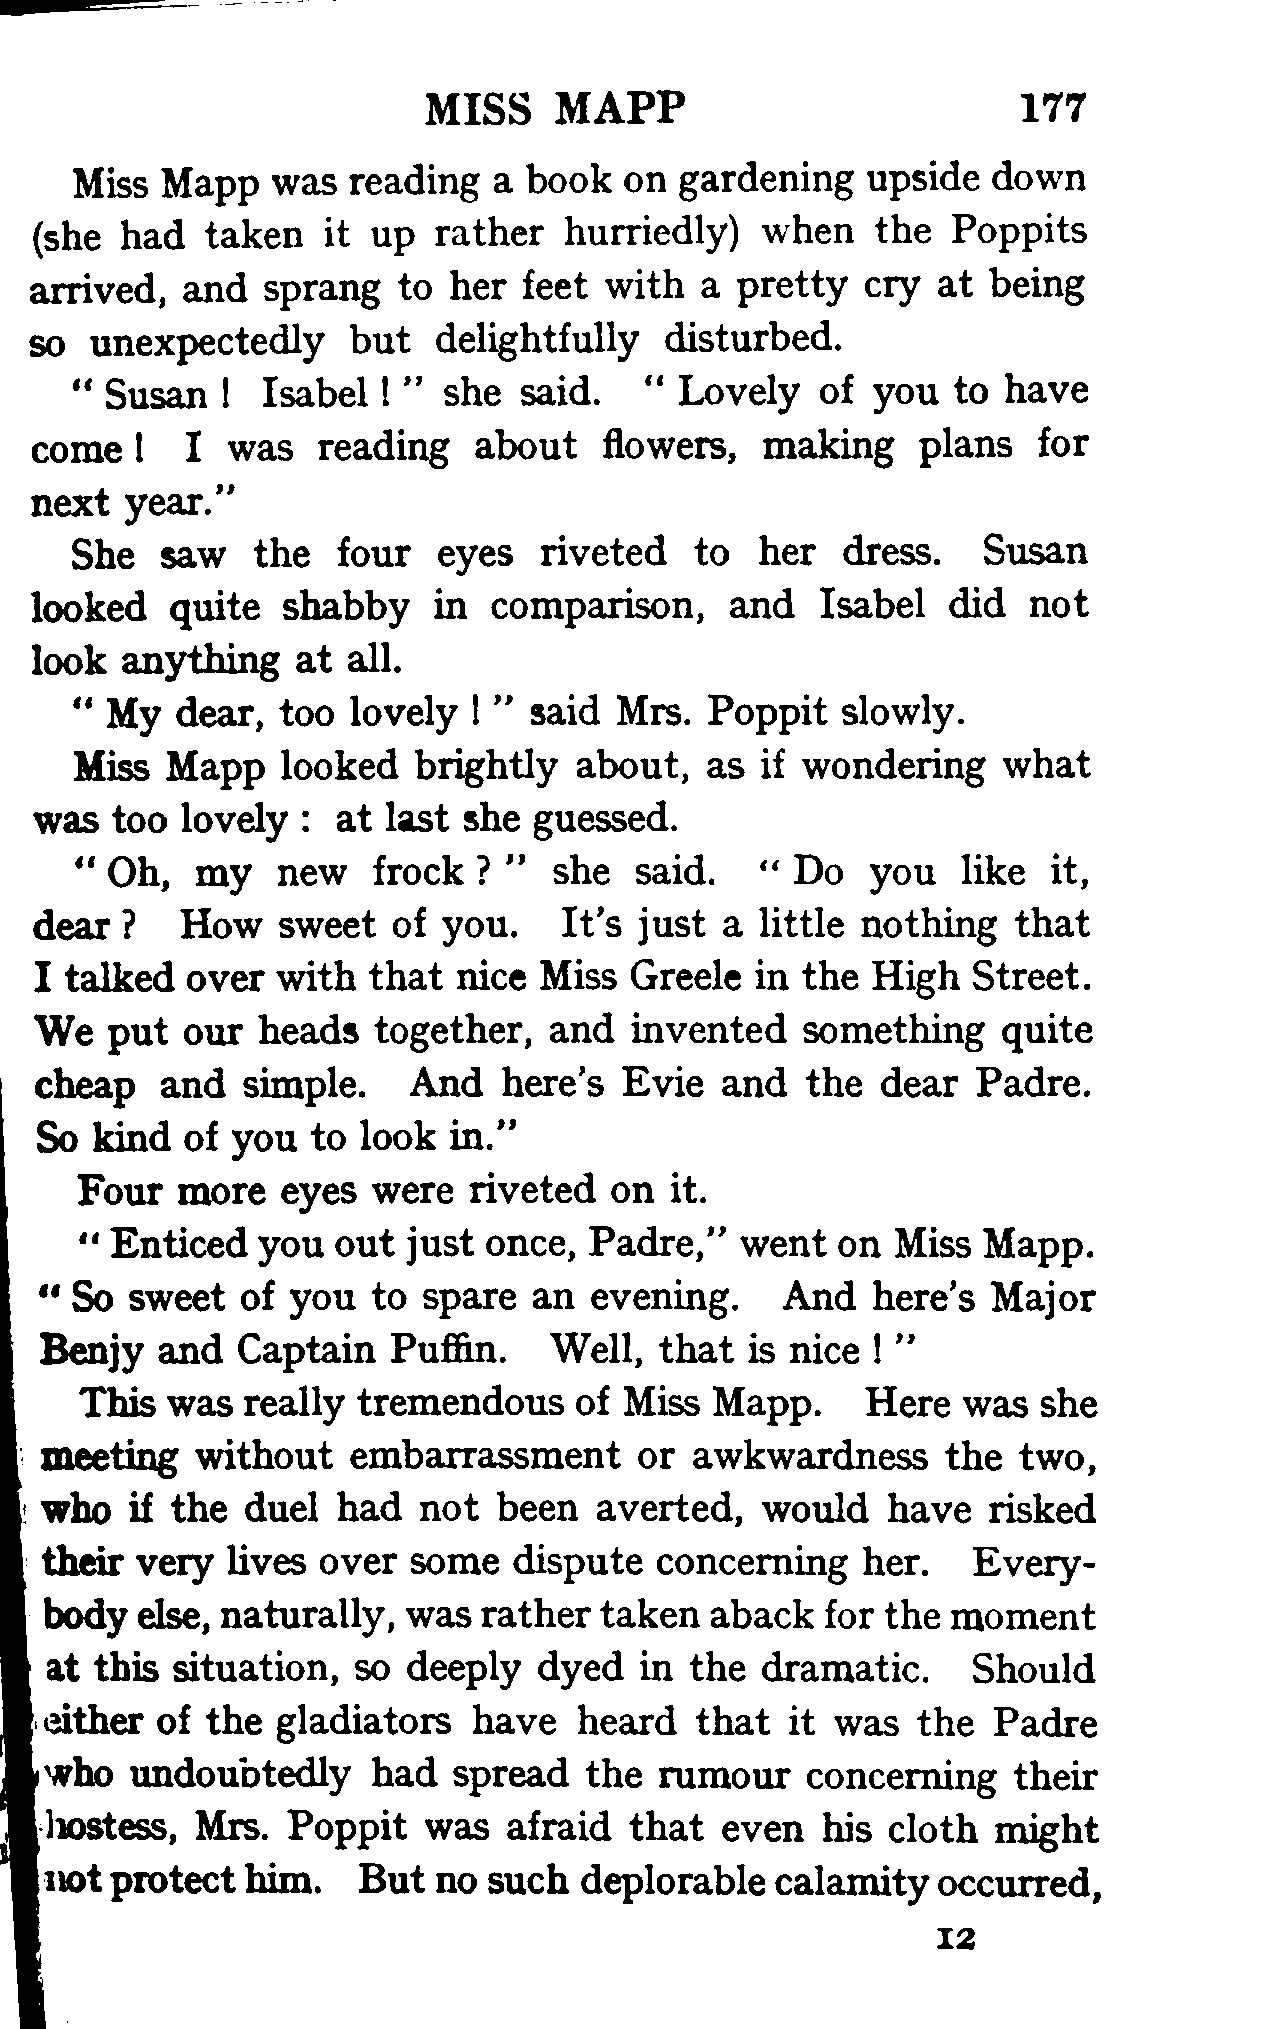 MISS MAPP 177
Miss Mapp was reading a book on gardening upside down
(she had taken it up rather hurriedly) when the Poppits
arrived, and sprang to her feet with a pretty cry at being
so unexpectedly but delightfully disturbed.
" Susan ! Isabel ! " she said. " Lovely of you to have
come ! I was reading about flowers, making plans for
next year."
She saw the four eyes riveted to her dress. Susan
looked quite shabby in comparison, and Isabel did not
look anything at all.
" My dear, too lovely ! " said Mrs. Poppit slowly.
Miss Mapp looked brightly about, as if wondering what
was too lovely : at last she guessed.
" Oh, my new frock ? " she said. " Do you like it,
dear ? How sweet of you. It's just a little nothing that
I talked over with that nice Miss Greele in the High Street.
We put our heads together, and invented something quite
cheap and simple. And here's Evie and the dear Padre.
So kind of you to look in."
Four more eyes were riveted on it.
" Enticed you out just once, Padre," went on Miss Mapp.
" So sweet of you to spare an evening. And here's Major
Benjy and Captain Puffin. Well, that is nice ! "
This was really tremendous of Miss Mapp. Here was she
meeting without embarrassment or awkwardness the two,
who if the duel had not been averted, would have risked
their very lives over some dispute concerning her. Every-
body else, naturally, was rather taken aback for the moment
at this situation, so deeply dyed in the dramatic. Should
either of the gladiators have heard that it was the Padre
who undoubtedly had spread the rumour concerning their
hostess, Mrs. Poppit was afraid that even his cloth might
not protect him. But no such deplorable calamity occurred,
12